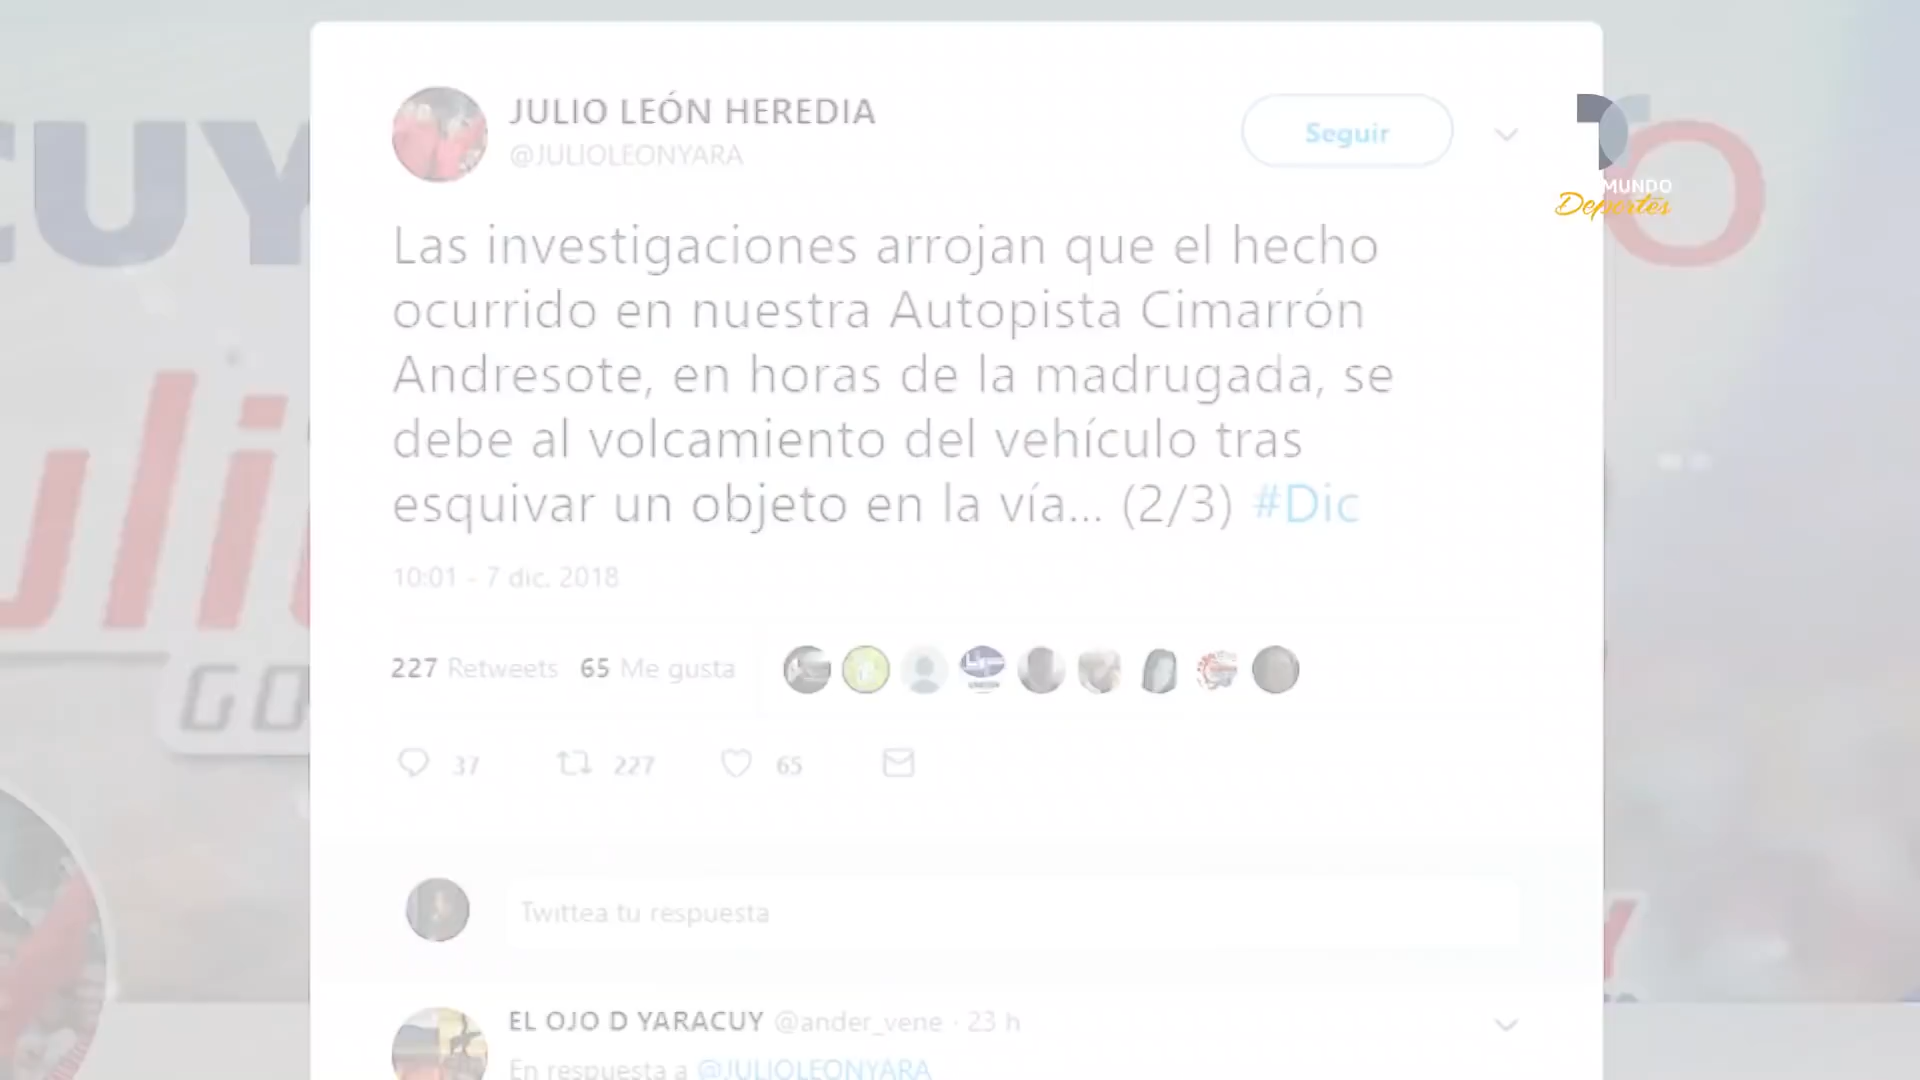 JULIO LEÓN HEREDIA
@JULIOLEONYARA
Seguir
MUNDO
Deportes
CUY
Las investigaciones arrojan que el hecho
ocurrido en nuestra Autopista Cimarrón
Andresote, en horas de la madrugada, se
debe al volcamiento del vehículo tras
esquivar un objeto en la vía... (2/3) #Dic
10:01 - 7 dic. 2018
227 Retweets 65 Me gusta
GO
37 227 65
Twittea tu respuesta
EL OJO D YARACUY @ander_vene · 23 h
En respuesta a @JULIOLEONYARA